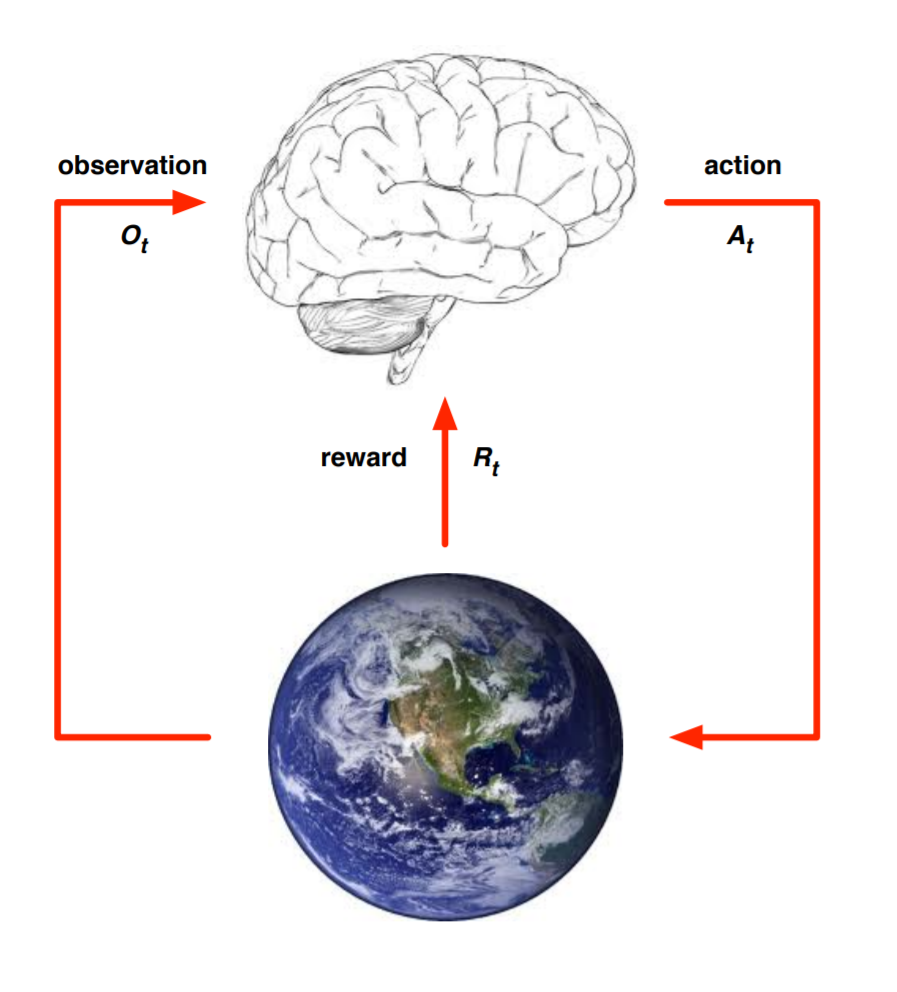 observation
O_t
action
A_t
reward
R_t